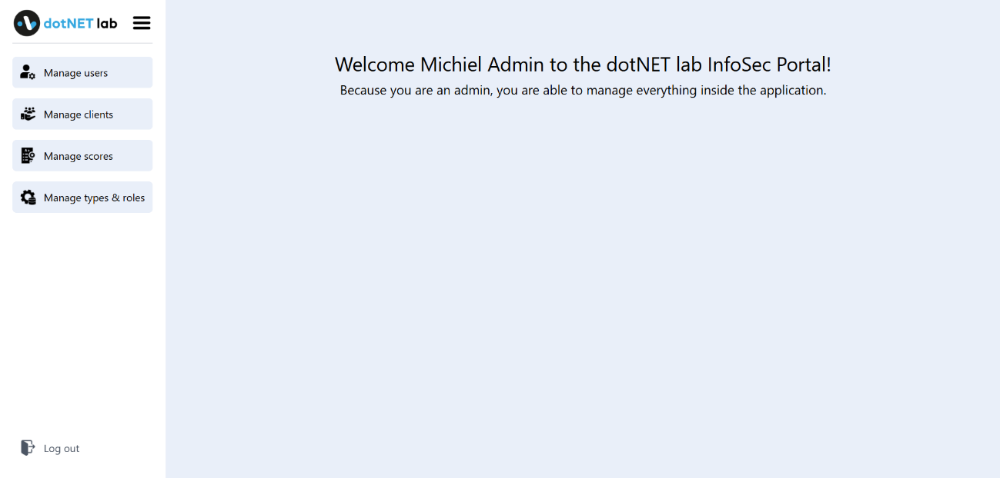 dotNET lab
Manage users
Manage clients
Manage scores
Manage types & roles
Log out
Welcome Michiel Admin to the dotNET lab InfoSec Portal!
Because you are an admin, you are able to manage everything inside the application.